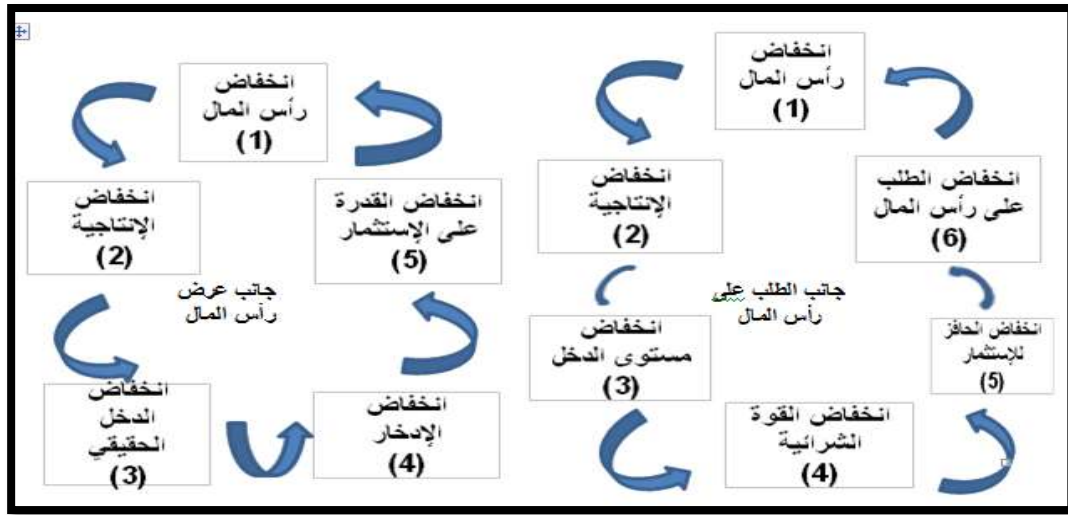 انخفاض
رأس المال
(1)
انخفاض
الإنتاجية
(2)
انخفاض
مستوى الدخل
(3)
انخفاض القوة
الشرائية
(4)
انخفاض الحافز
للإستثمار
(5)
انخفاض الطلب
على رأس المال
(6)
جانب الطلب على
رأس المال
انخفاض
رأس المال
(1)
انخفاض
الإنتاجية
(2)
انخفاض
الدخل
الحقيقي
(3)
انخفاض
الإدخار
(4)
انخفاض القدرة
على الإستثمار
(5)
جانب عرض
رأس المال